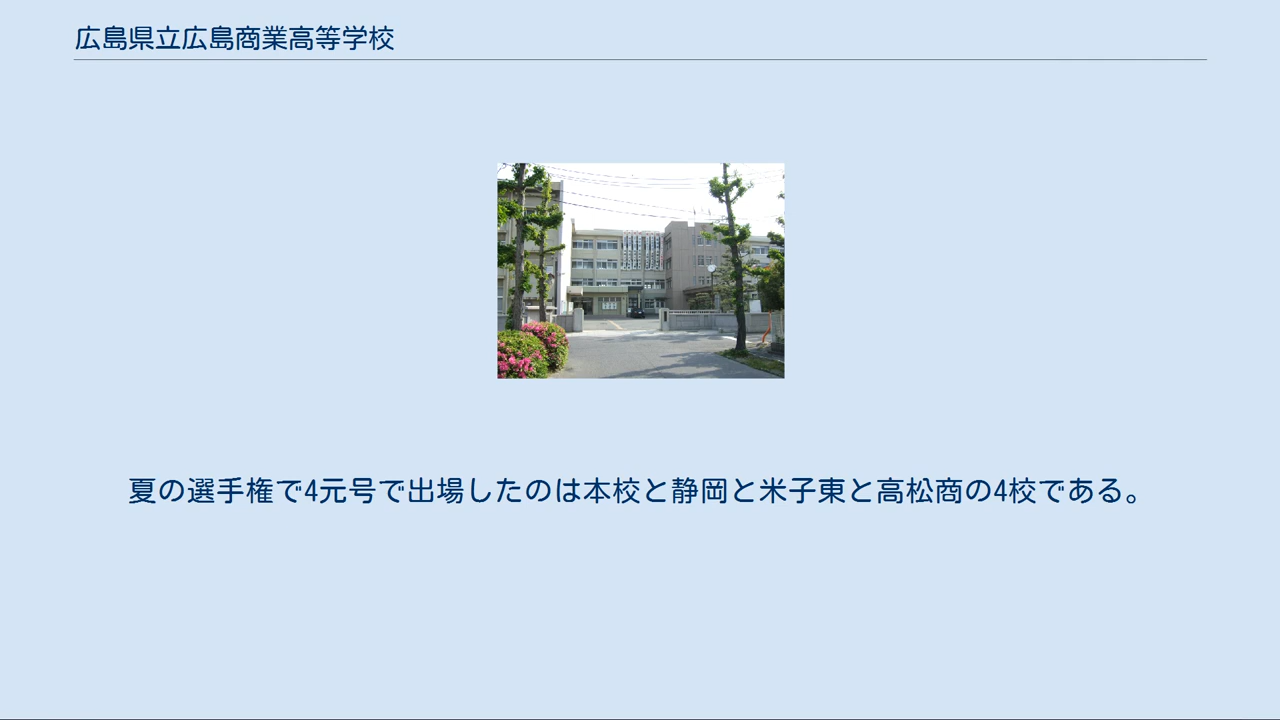 広島県立広島商業高等学校
夏の選手権で4元号で出場したのは本校と静岡と米子東と高松商の4校である。